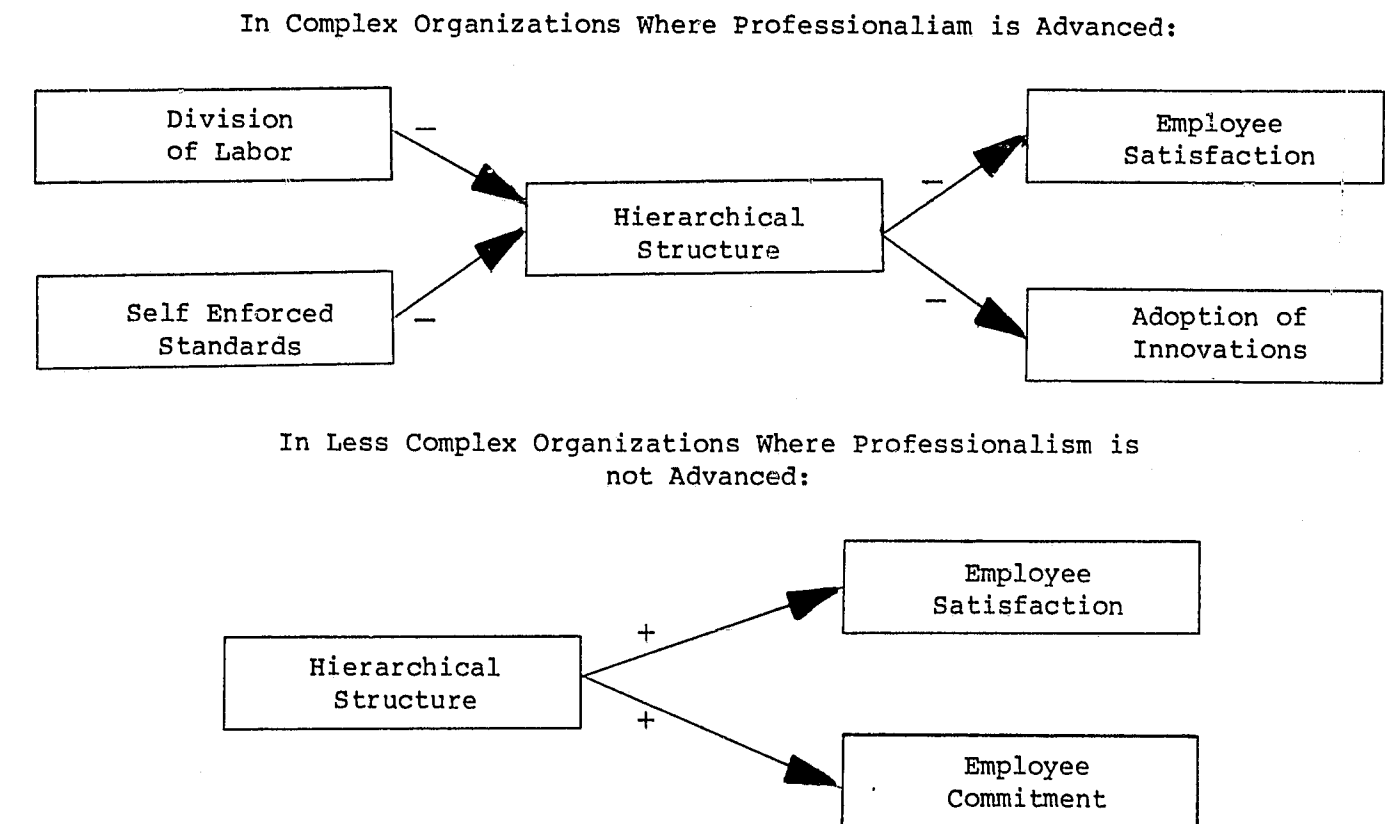 In Complex Organizations Where Professionaliam is Advanced:
Division
of Labor
—
Self Enforced
Standards
—
Hierarchical
Structure
—
Employee
Satisfaction
—
Adoption of
Innovations
In Less Complex Organizations Where Professionalism is
not Advanced:
Hierarchical
Structure
+
Employee
Satisfaction
+
Employee
Commitment